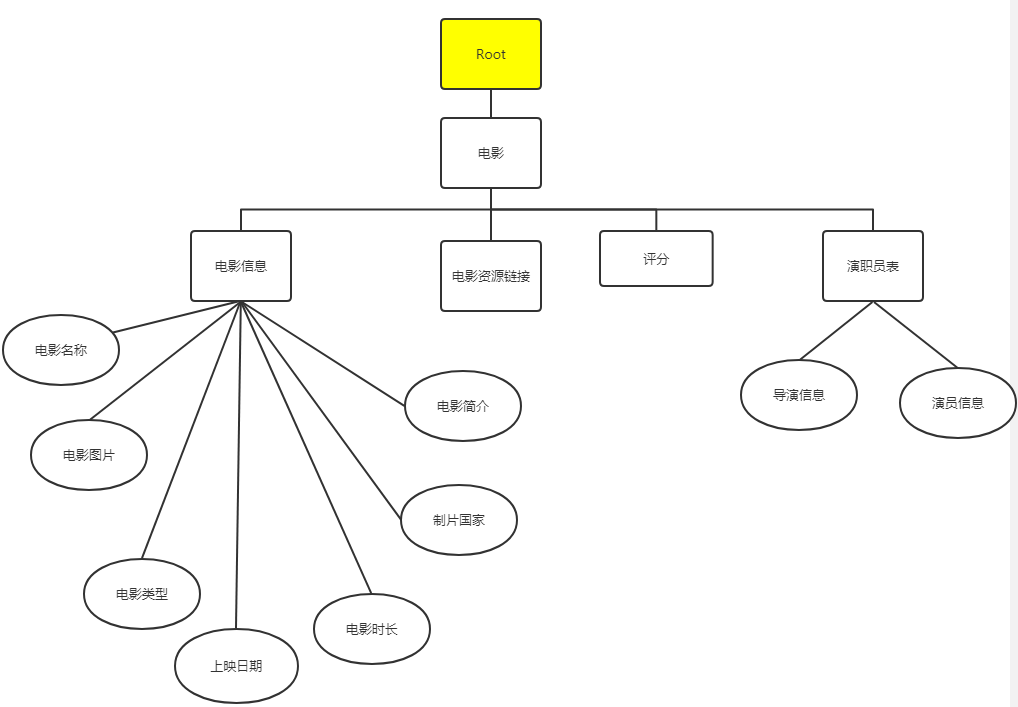 Root
电影
电影信息
电影资源链接
评分
演职员表
电影名称
电影图片
电影类型
上映日期
电影时长
制片国家
电影简介
导演信息
演员信息